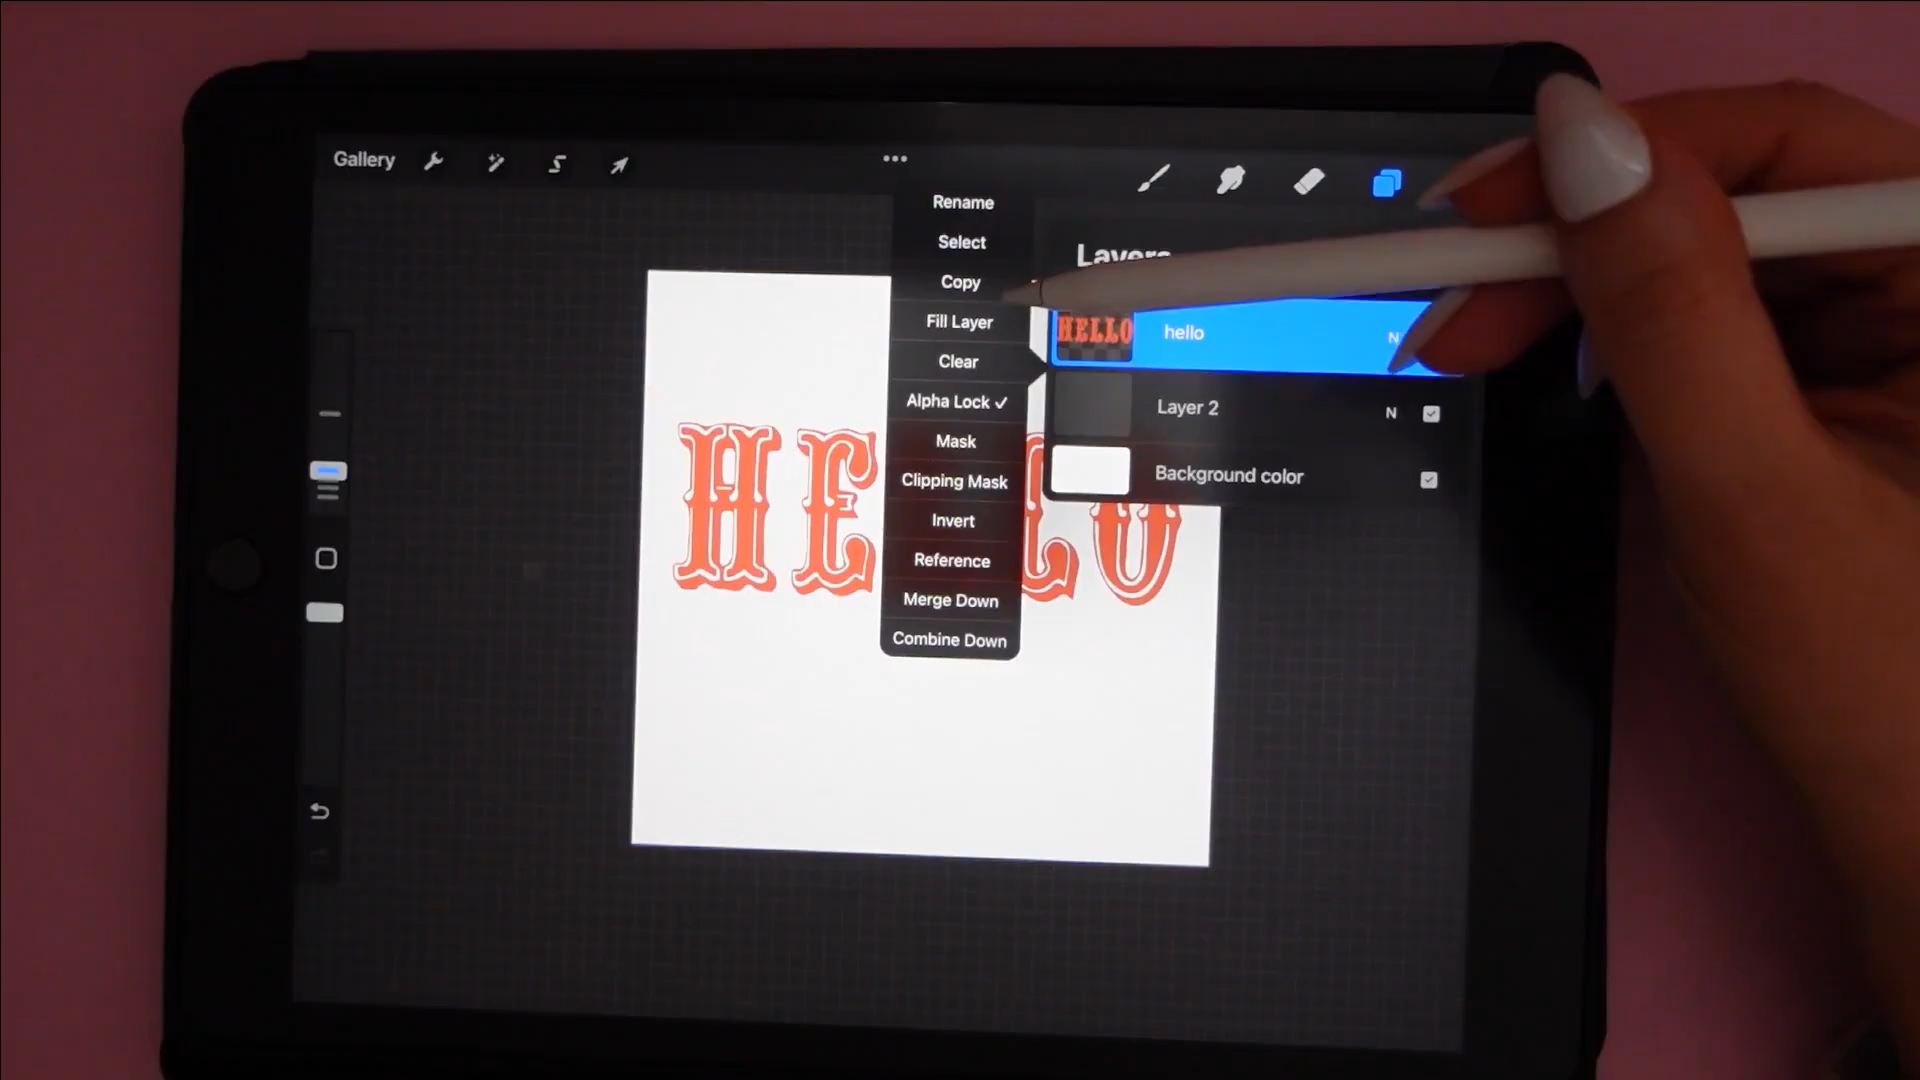 Gallery
Rename
Select
Copy
Fill Layer
Clear
Alpha Lock ✓
Mask
Clipping Mask
Invert
Reference
Merge Down
Combine Down
Layers
HELLO
hello
N
Layer 2
N
Background color
HE LO